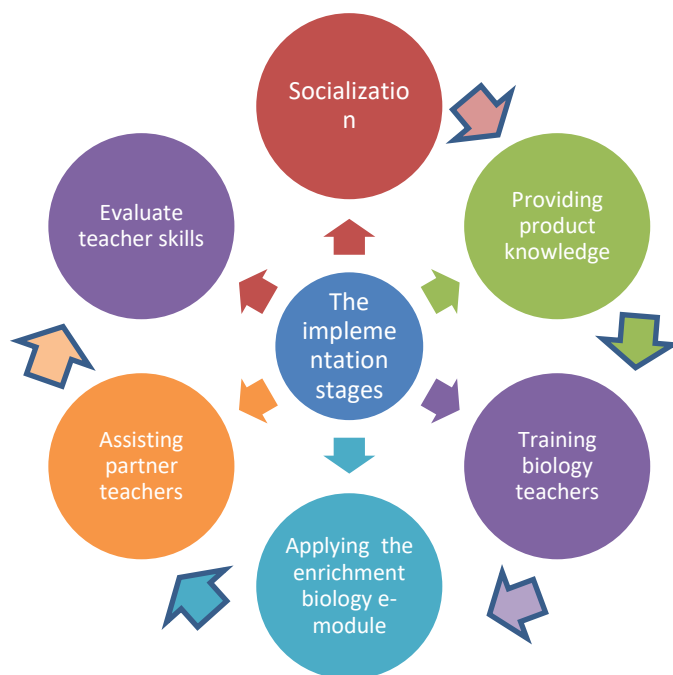 Socializatio
n
Providing
product
knowledge
Training
biology
teachers
Applying the
enrichment
biology e-
module
Assisting
partner
teachers
Evaluate
teacher skills
The
impleme
ntation
stages